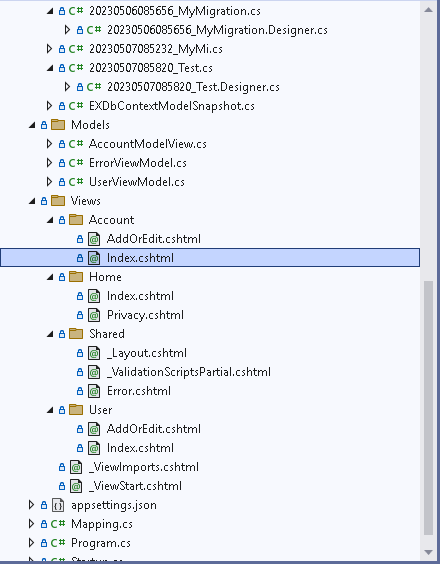 20230506085656_MyMigration.cs
20230506085656_MyMigration.Designer.cs
20230507085232_MyMi.cs
20230507085820_Test.cs
20230507085820_Test.Designer.cs
EXDbContextModelSnapshot.cs
Models
AccountModelView.cs
ErrorViewModel.cs
UserViewModel.cs
Views
Account
AddOrEdit.cshtml
Index.cshtml
Home
Index.cshtml
Privacy.cshtml
Shared
_Layout.cshtml
_ValidationScriptsPartial.cshtml
Error.cshtml
User
AddOrEdit.cshtml
Index.cshtml
_ViewImports.cshtml
_ViewStart.cshtml
appsettings.json
Mapping.cs
Program.cs
Startup.cs